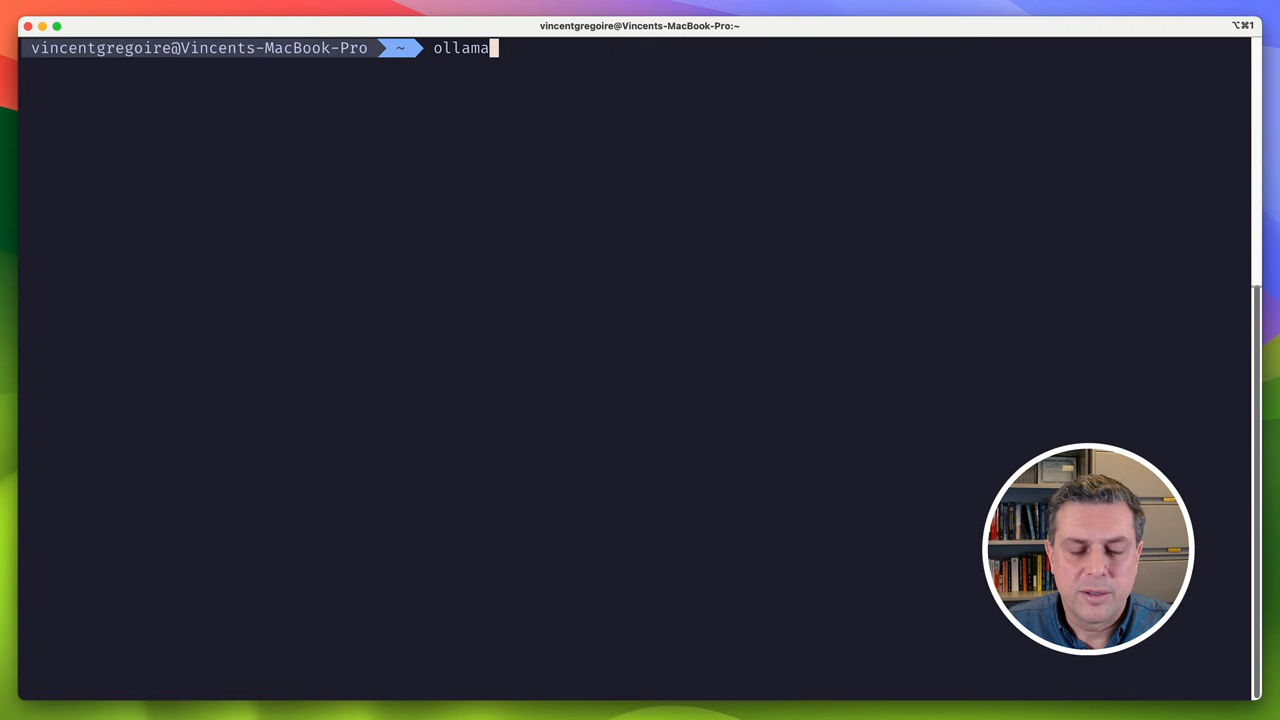 vincentgregoire@Vincents-MacBook-Pro:~
⌥⌘1
vincentgregoire@Vincents-MacBook-Pro ~ ollama